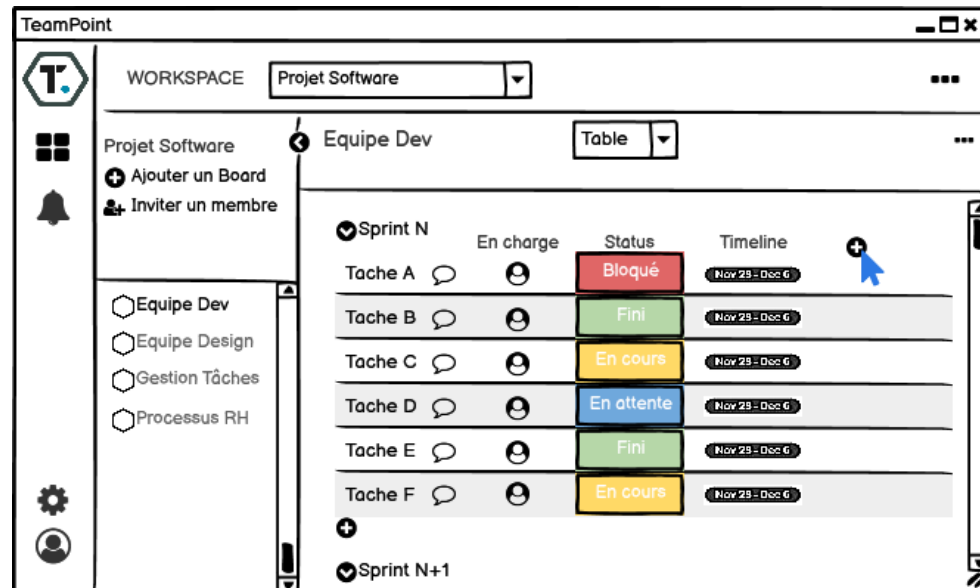 TeamPoint
T.
WORKSPACE Projet Software
Projet Software
Ajouter un Board
Inviter un membre
Equipe Dev
Equipe Design
Gestion Tâches
Processus RH
Equipe Dev Table
Sprint N
En charge Status Timeline
Tache A Bloqué Nov 29 - Dec 6
Tache B Fini Nov 29 - Dec 6
Tache C En cours Nov 29 - Dec 6
Tache D En attente Nov 29 - Dec 6
Tache E Fini Nov 29 - Dec 6
Tache F En cours Nov 29 - Dec 6
Sprint N+1